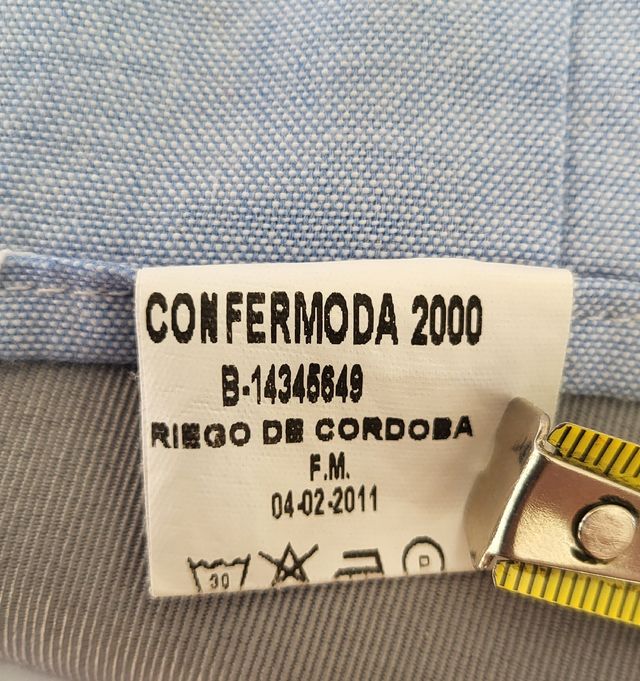 CONFERMODA 2000
B-14345649
RIEGO DE CORDOBA
F.M.
04-02-2011
30
P